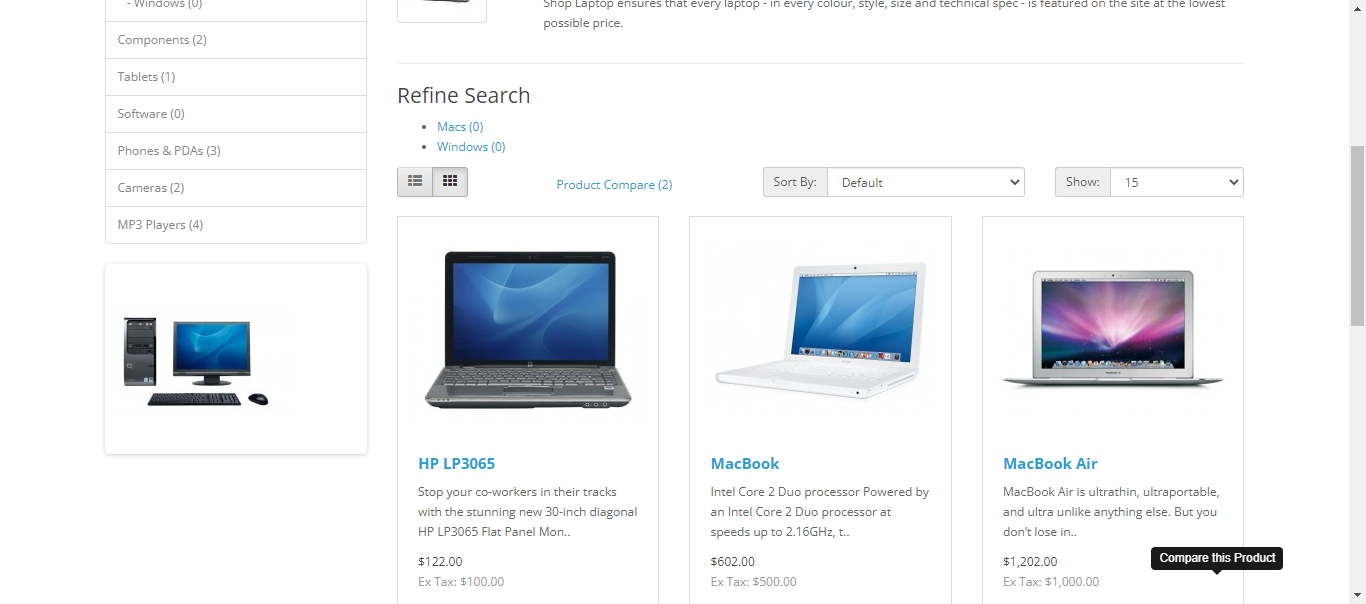 - Windows (0)
Components (2)
Tablets (1)
Software (0)
Phones & PDAs (3)
Cameras (2)
MP3 Players (4)
Shop Laptop ensures that every laptop - in every colour, style, size and technical spec - is featured on the site at the lowest
possible price.
Refine Search
Macs (0)
Windows (0)
Product Compare (2)
Sort By: Default
Show: 15
HP LP3065
Stop your co-workers in their tracks
with the stunning new 30-inch diagonal
HP LP3065 Flat Panel Mon..
$122.00
Ex Tax: $100.00
MacBook
Intel Core 2 Duo processor Powered by
an Intel Core 2 Duo processor at
speeds up to 2.16GHz, t..
$602.00
Ex Tax: $500.00
MacBook Air
MacBook Air is ultrathin, ultraportable,
and ultra unlike anything else. But you
don’t lose in..
$1,202.00
Ex Tax: $1,000.00
Compare this Product